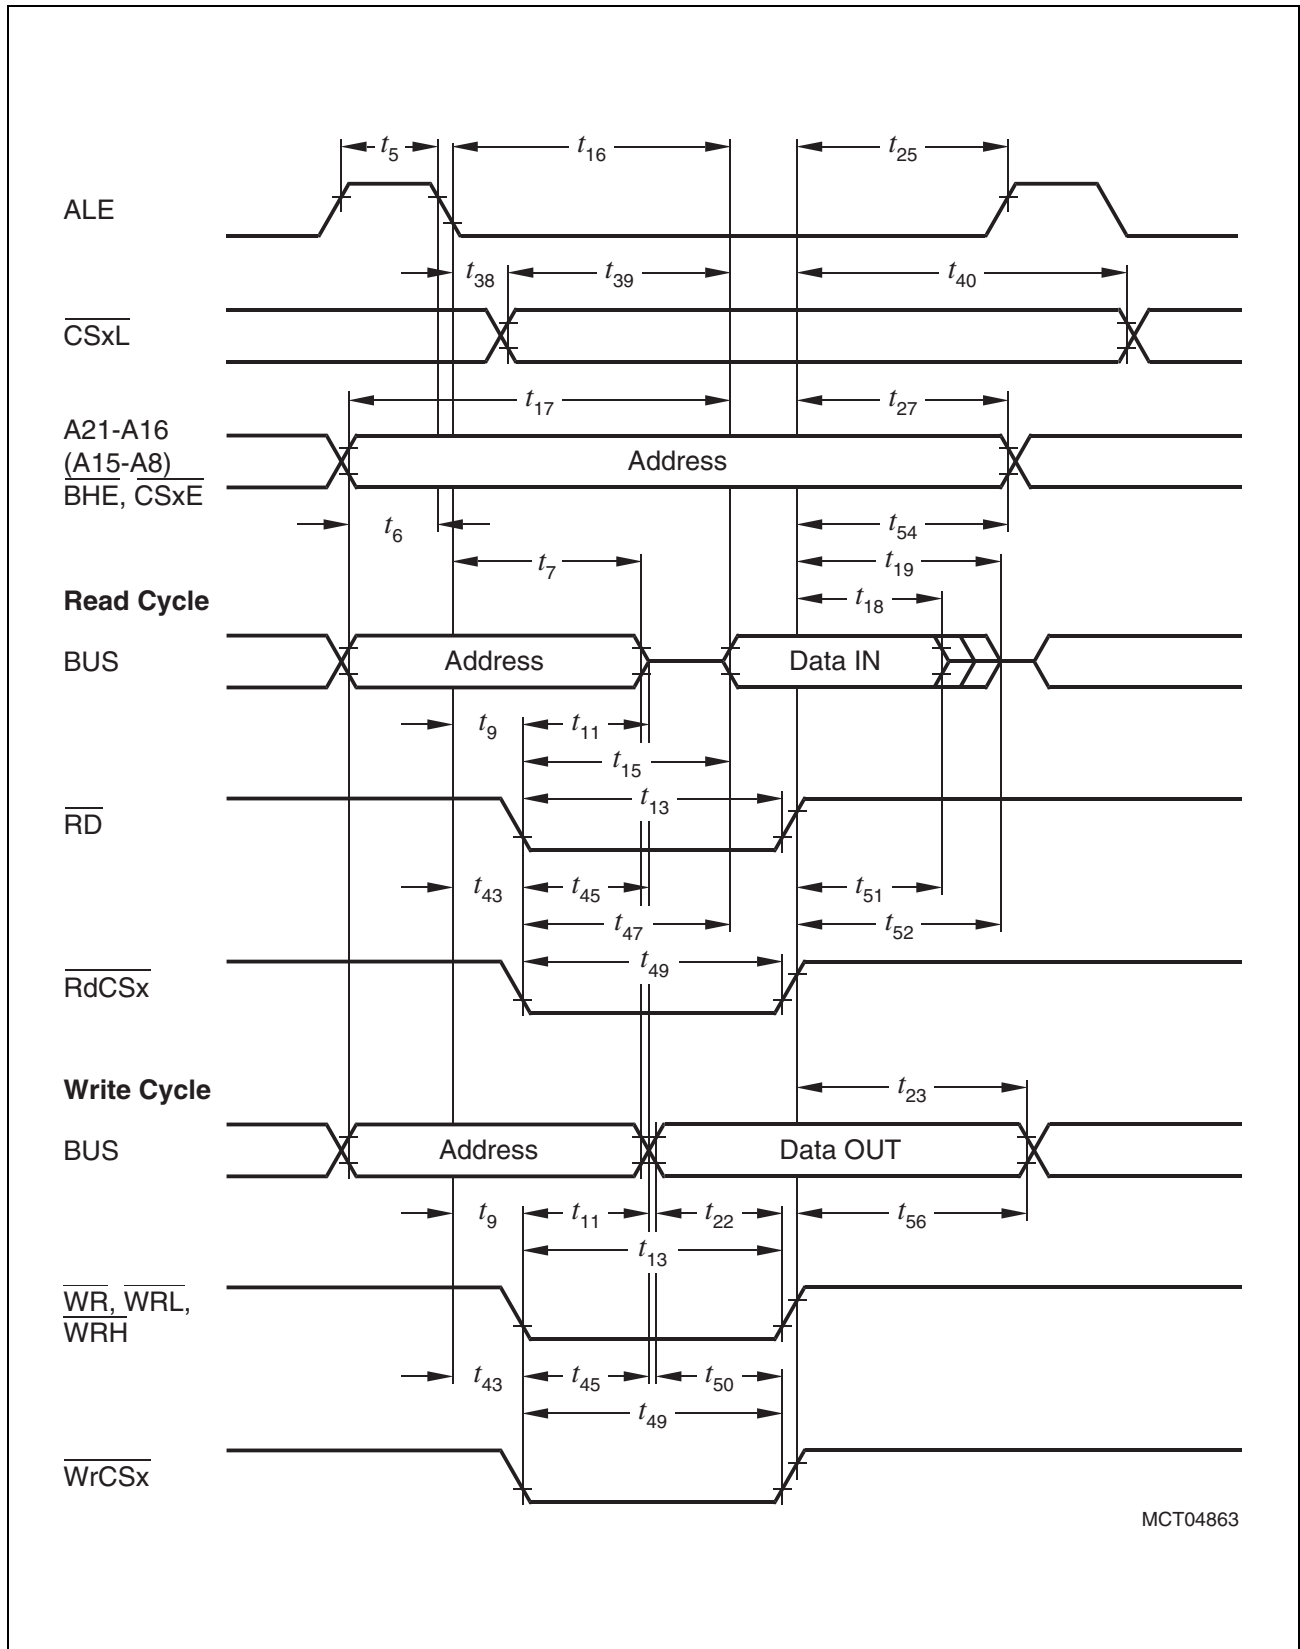 t5 t16 t25
ALE
t38 t39 t40
CSxL
t17 t27
A21-A16
(A15-A8)
BHE, CSxE
Address
t6 t54
t7 t19
Read Cycle
t18
BUS Address Data IN
t9 t11
t15
t13
RD
t43 t45 t51
t47 t52
t49
RdCSx
Write Cycle
t23
BUS Address Data OUT
t9 t11 t22 t56
t13
WR, WRL,
WRH
t43 t45 t50
t49
WrCSx
MCT04863